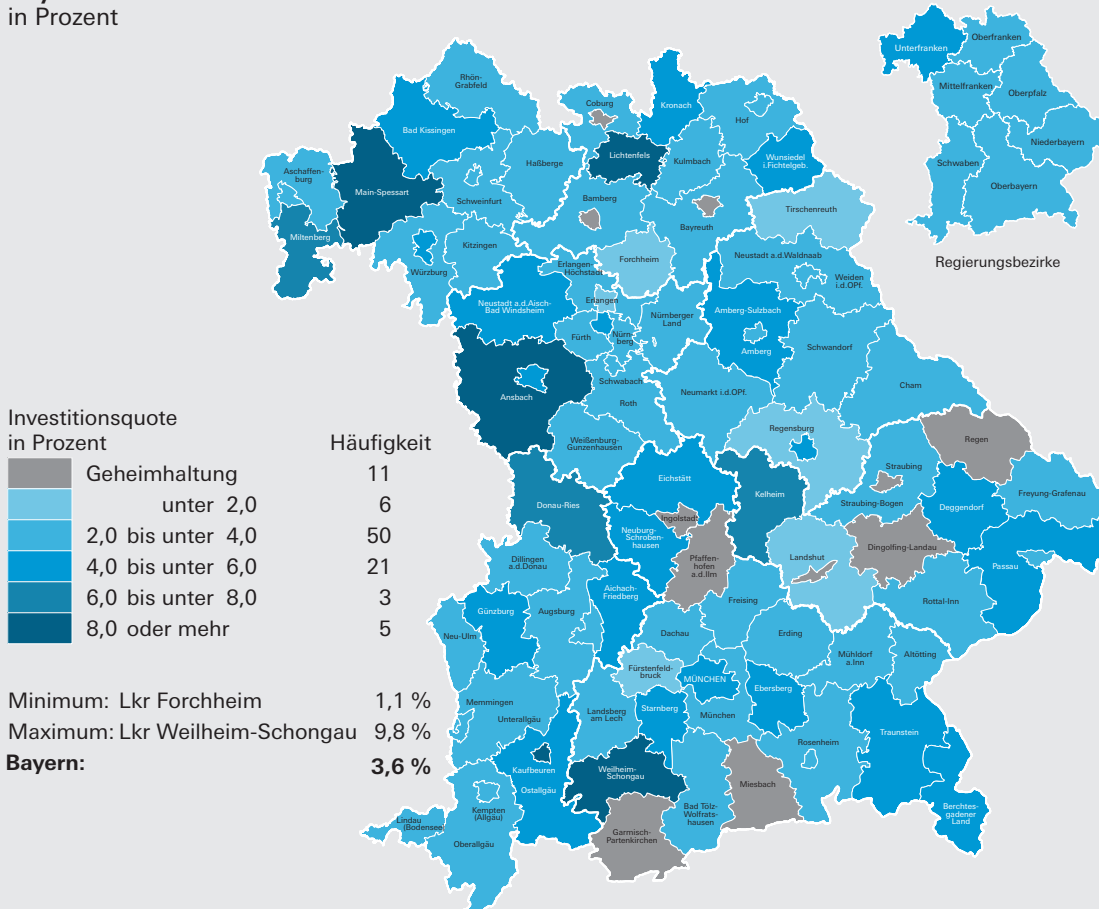 in Prozent
Unterfranken
Oberfranken
Mittelfranken
Oberpfalz
Niederbayern
Schwaben
Oberbayern
Regierungsbezirke
Rhön-
Grabfeld
Coburg
Kronach
Hof
Bad Kissingen
Lichtenfels
Kulmbach
Wunsiedel
i.Fichtelgeb.
Haßberge
Aschaffen-
burg
Main-Spessart
Schweinfurt
Bamberg
Bayreuth
Tirschenreuth
Miltenberg
Würzburg
Kitzingen
Erlangen-
Höchstadt
Forchheim
Neustadt a.d.Waldnaab
Weiden
i.d.OPf.
Neustadt a.d.Aisch-
Bad Windsheim
Erlangen
Fürth
Nürn-
berg
Nürnberger
Land
Amberg-Sulzbach
Amberg
Schwandorf
Ansbach
Schwabach
Roth
Neumarkt i.d.OPf.
Cham
Weißenburg-
Gunzenhausen
Regensburg
Regen
Straubing
Straubing-Bogen
Freyung-Grafenau
Deggendorf
Eichstätt
Kelheim
Donau-Ries
Ingolstadt
Neuburg-
Schroben-
hausen
Pfaffen-
hofen
a.d.Ilm
Landshut
Dingolfing-Landau
Passau
Rottal-Inn
Dillingen
a.d.Donau
Aichach-
Friedberg
Freising
Günzburg
Augsburg
Neu-Ulm
Dachau
Erding
Mühldorf
a.Inn
Altötting
Fürstenfeld-
bruck
MÜNCHEN
Ebersberg
Memmingen
Unterallgäu
Landsberg
am Lech
Starnberg
München
Rosenheim
Traunstein
Kaufbeuren
Ostallgäu
Weilheim-
Schongau
Miesbach
Bad Tölz-
Wolfrats-
hausen
Berchtes-
gadener
Land
Kempten
(Allgäu)
Lindau
(Bodensee)
Oberallgäu
Garmisch-
Partenkirchen
Investitionsquote
in Prozent Häufigkeit
Geheimhaltung 11
unter 2,0 6
2,0 bis unter 4,0 50
4,0 bis unter 6,0 21
6,0 bis unter 8,0 3
8,0 oder mehr 5
Minimum: Lkr Forchheim 1,1 %
Maximum: Lkr Weilheim-Schongau 9,8 %
Bayern: 3,6 %